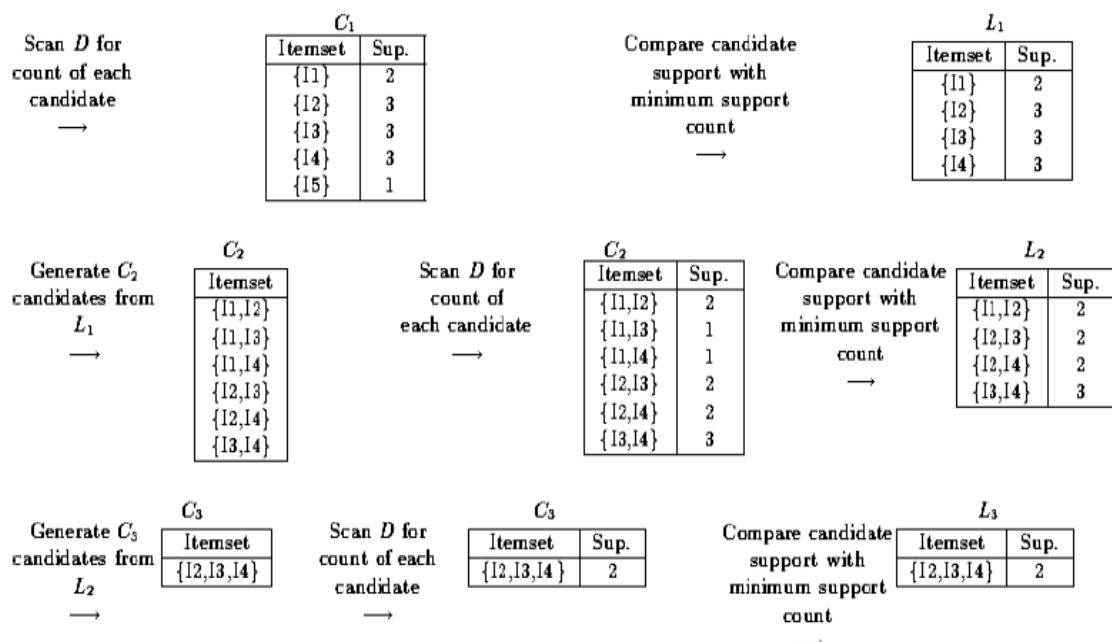 Scan D for
count of each
candidate
→
C₁
Itemset Sup.
{I1} 2
{I2} 3
{I3} 3
{I4} 3
{I5} 1
Compare candidate
support with
minimum support
count
→
L₁
Itemset Sup.
{I1} 2
{I2} 3
{I3} 3
{I4} 3
Generate C₂
candidates from
L₁
→
C₂
Itemset
{I1,I2}
{I1,I3}
{I1,I4}
{I2,I3}
{I2,I4}
{I3,I4}
Scan D for
count of
each candidate
→
C₂
Itemset Sup.
{I1,I2} 2
{I1,I3} 1
{I1,I4} 1
{I2,I3} 2
{I2,I4} 2
{I3,I4} 3
Compare candidate
support with
minimum support
count
→
L₂
Itemset Sup.
{I1,I2} 2
{I2,I3} 2
{I2,I4} 2
{I3,I4} 3
Generate C₃
candidates from
L₂
→
C₃
Itemset
{I2,I3,I4}
Scan D for
count of each
candidate
→
C₃
Itemset Sup.
{I2,I3,I4 } 2
Compare candidate
support with
minimum support
count
→
L₃
Itemset Sup.
{I2,I3,I4} 2